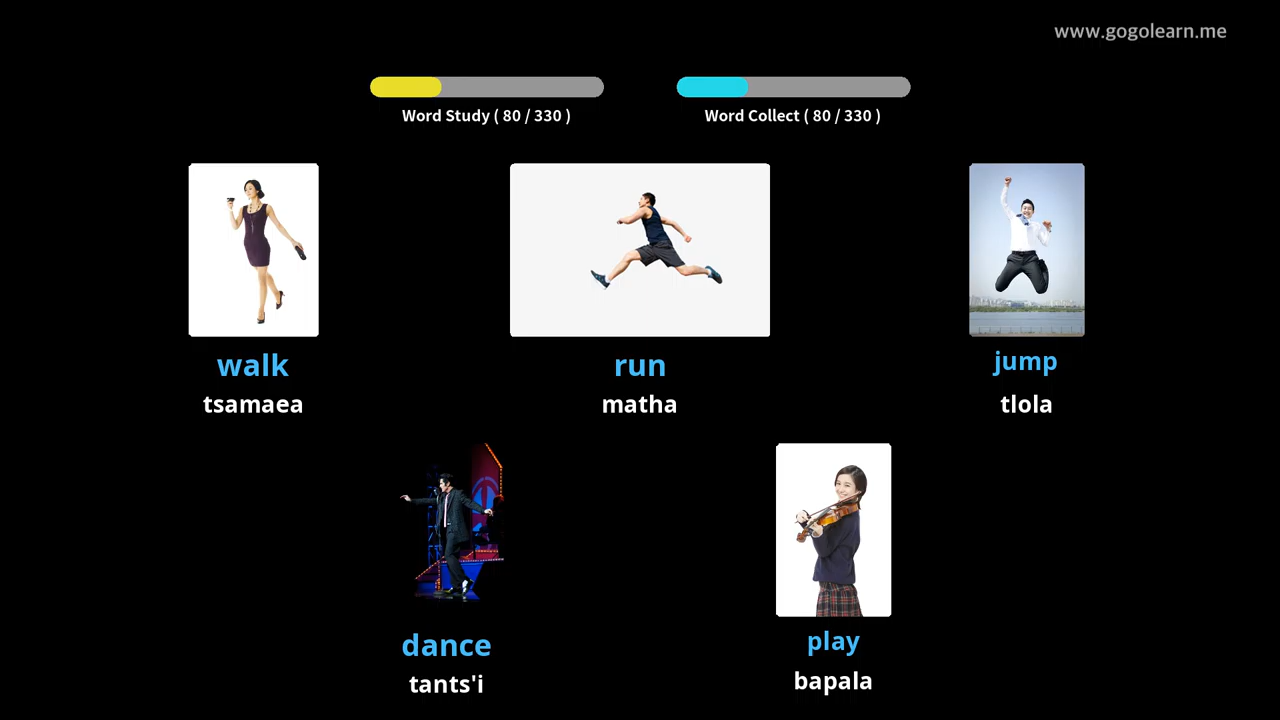 www.gogolearn.me
Word Study ( 80 / 330 )
Word Collect ( 80 / 330 )
walk
run
jump
tsamaea
matha
tlola
dance
play
tants'i
bapala